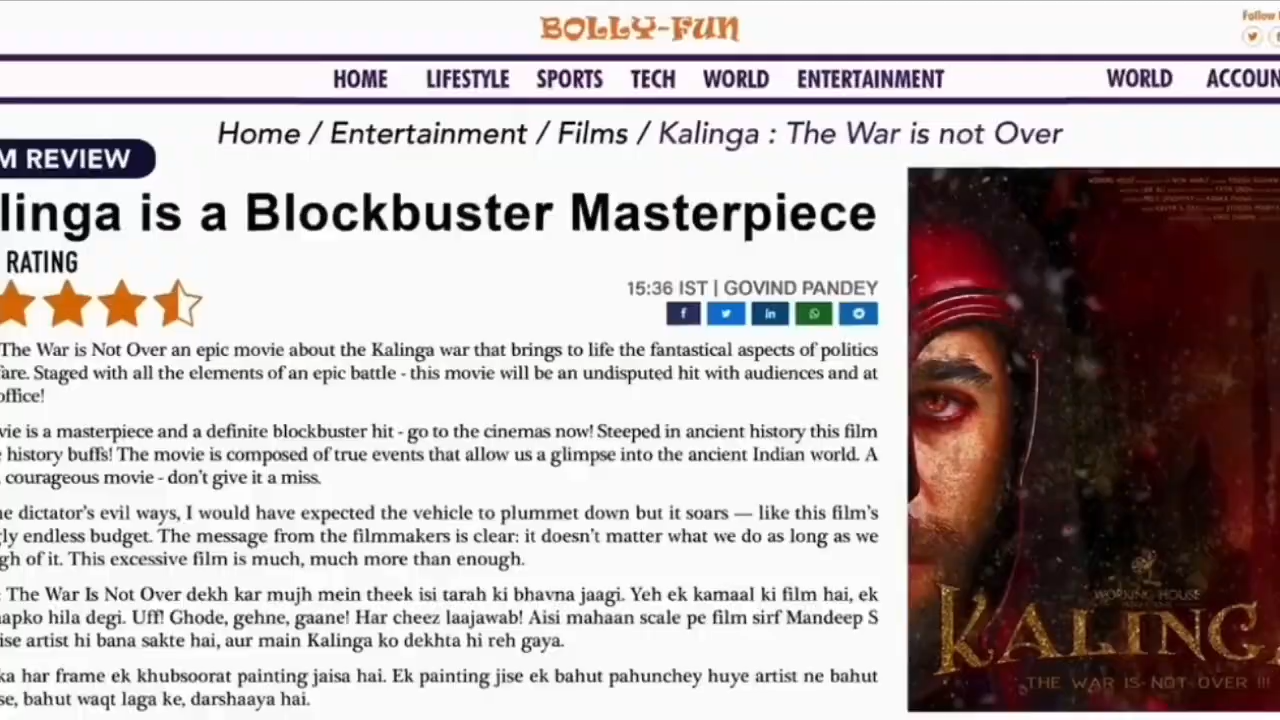 BOLLY-FUN
Follow
HOME LIFESTYLE SPORTS TECH WORLD ENTERTAINMENT WORLD ACCOUN
Home / Entertainment / Films / Kalinga : The War is not Over
M REVIEW
linga is a Blockbuster Masterpiece
RATING
15:36 IST | GOVIND PANDEY
The War is Not Over an epic movie about the Kalinga war that brings to life the fantastical aspects of politics
fare. Staged with all the elements of an epic battle - this movie will be an undisputed hit with audiences and at
office!
vie is a masterpiece and a definite blockbuster hit - go to the cinemas now! Steeped in ancient history this film
history buffs! The movie is composed of true events that allow us a glimpse into the ancient Indian world. A
, courageous movie - don't give it a miss.
e dictator's evil ways, I would have expected the vehicle to plummet down but it soars — like this film's
ly endless budget. The message from the filmmakers is clear: it doesn't matter what we do as long as we
gh of it. This excessive film is much, much more than enough.
: The War Is Not Over dekh kar mujh mein theek isi tarah ki bhavna jaagi. Yeh ek kamaal ki film hai, ek
aapko hila degi. Uff! Ghode, gehne, gaane! Har cheez laajawab! Aisi mahaan scale pe film sirf Mandeep S
ise artist hi bana sakte hai, aur main Kalinga ko dekhta hi reh gaya.
ka har frame ek khubsoorat painting jaisa hai. Ek painting jise ek bahut pahunchey huye artist ne bahut
se, bahut waqt laga ke, darshaaya hai.
WORKING HOUSE
KALINGA
THE WAR IS NOT OVER !!!